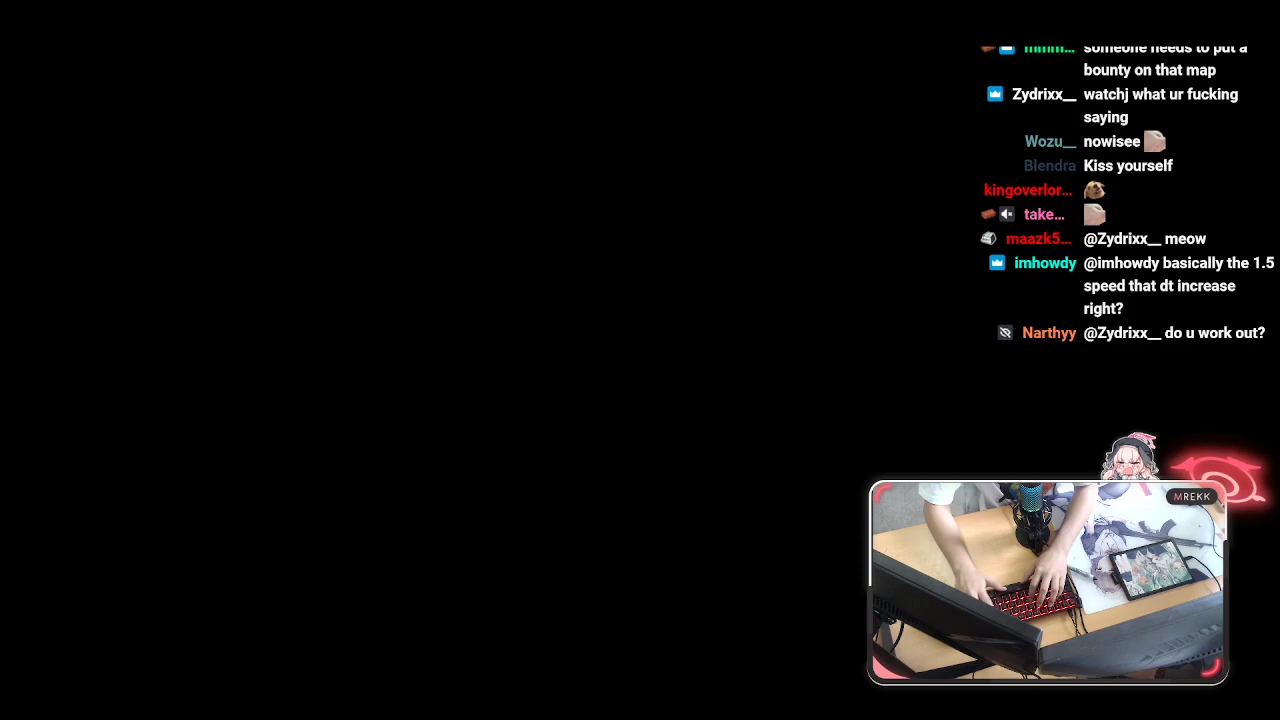 someone needs to put a
bounty on that map
Zydrixx__ watchj what ur fucking
saying
Wozu__ nowisee
Blendra Kiss yourself
kingoverlor...
take...
maazk5... @Zydrixx__ meow
imhowdy @imhowdy basically the 1.5
speed that dt increase
right?
Narthyy @Zydrixx__ do u work out?
MREKK